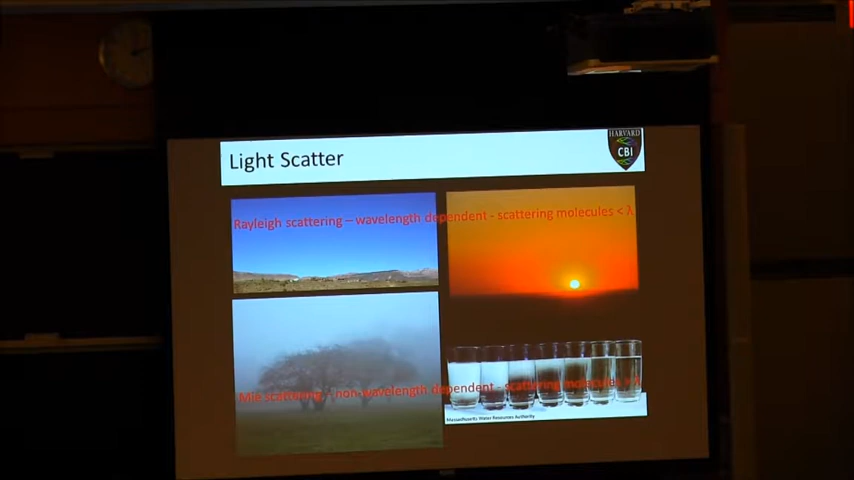 Light Scatter
HARVARD
CBI
Rayleigh scattering – wavelength dependent - scattering molecules < λ
Mie scattering - non-wavelength dependent - scattering molecules > λ
Massachusetts Water Resources Authority